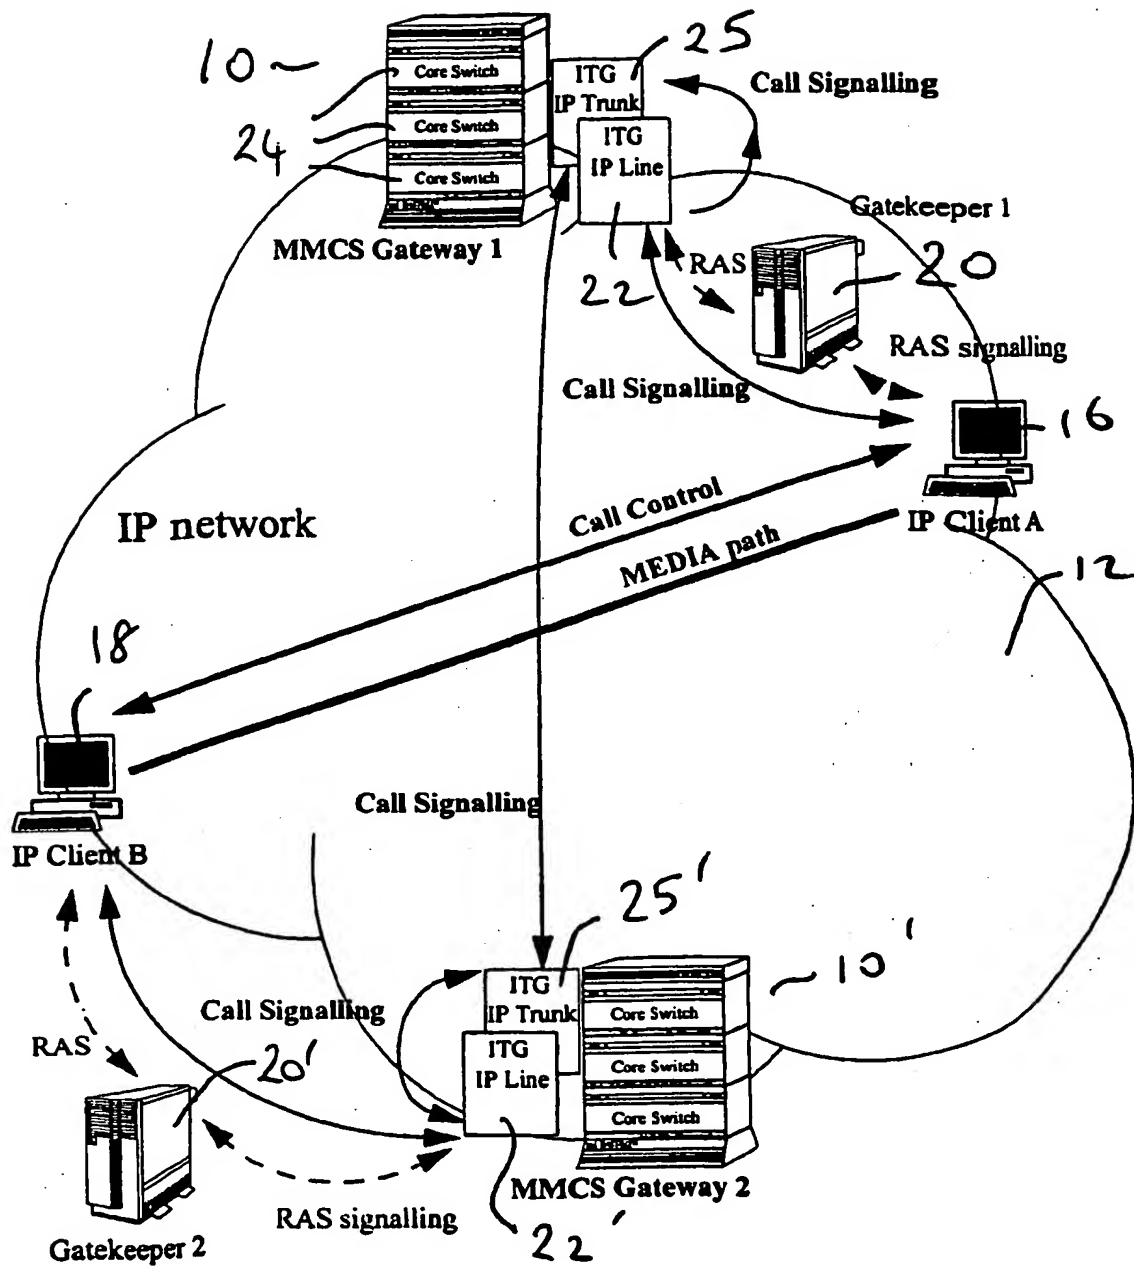 10
25
Core Switch
ITG
IP Trunk
Call Signalling
24
Core Switch
ITG
IP Line
Core Switch
Gatekeeper 1
MMCS Gateway 1
22
RAS
20
RAS signalling
Call Signalling
16
IP network
Call Control
IP Client A
MEDIA path
12
18
Call Signalling
IP Client B
25'
10'
ITG
IP Trunk
Core Switch
Call Signalling
RAS
20'
ITG
IP Line
Core Switch
Core Switch
MMCS Gateway 2
RAS signalling
22'
Gatekeeper 2